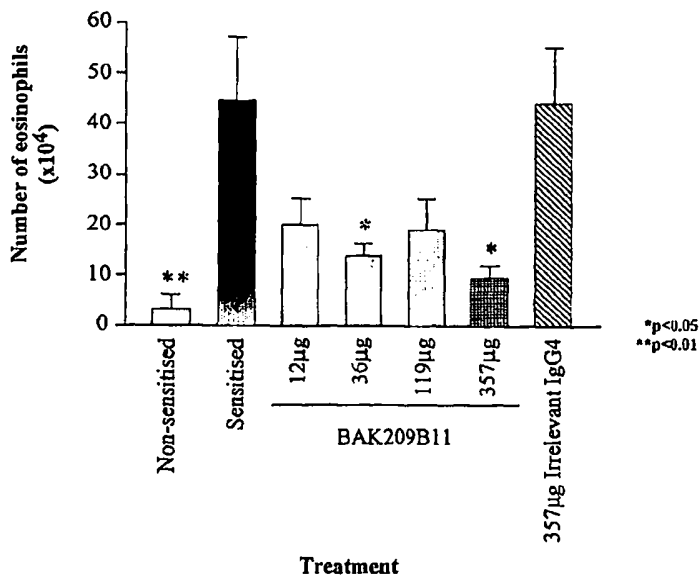 Number of eosinophils
(x10⁴)
60
50
40
30
20
10
0
**
*
*
Non-sensitised
Sensitised
12µg
36µg
119µg
357µg
357µg Irrelevant IgG4
BAK209B11
Treatment
*p<0.05
**p<0.01